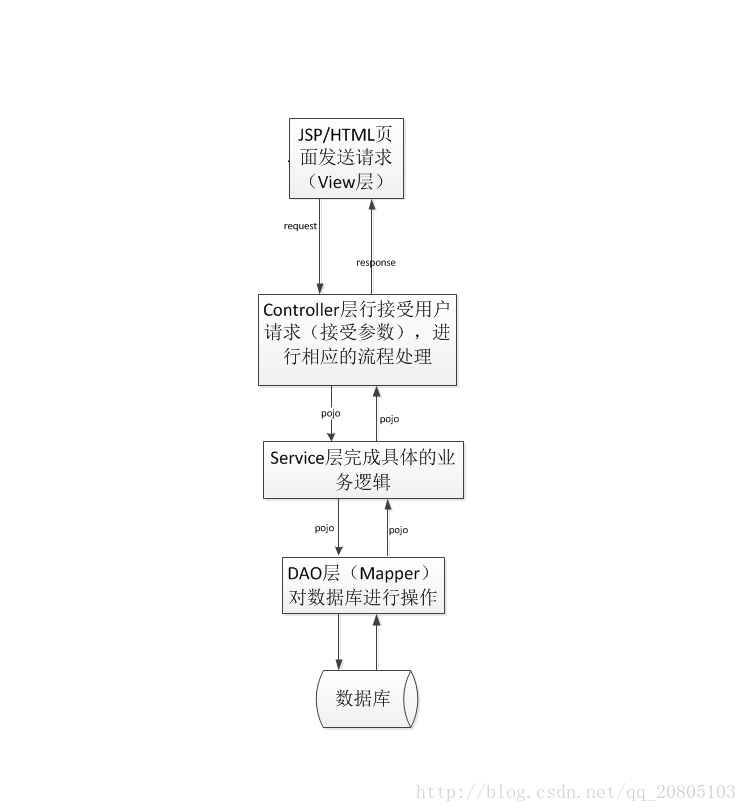 JSP/HTML页
面发送请求
（View层）
request
response
Controller层行接受用户
请求（接受参数），进
行相应的流程处理
pojo
pojo
Service层完成具体的业
务逻辑
pojo
pojo
DAO层（Mapper）
对数据库进行操作
数据库
http://blog.csdn.net/qq_20805103